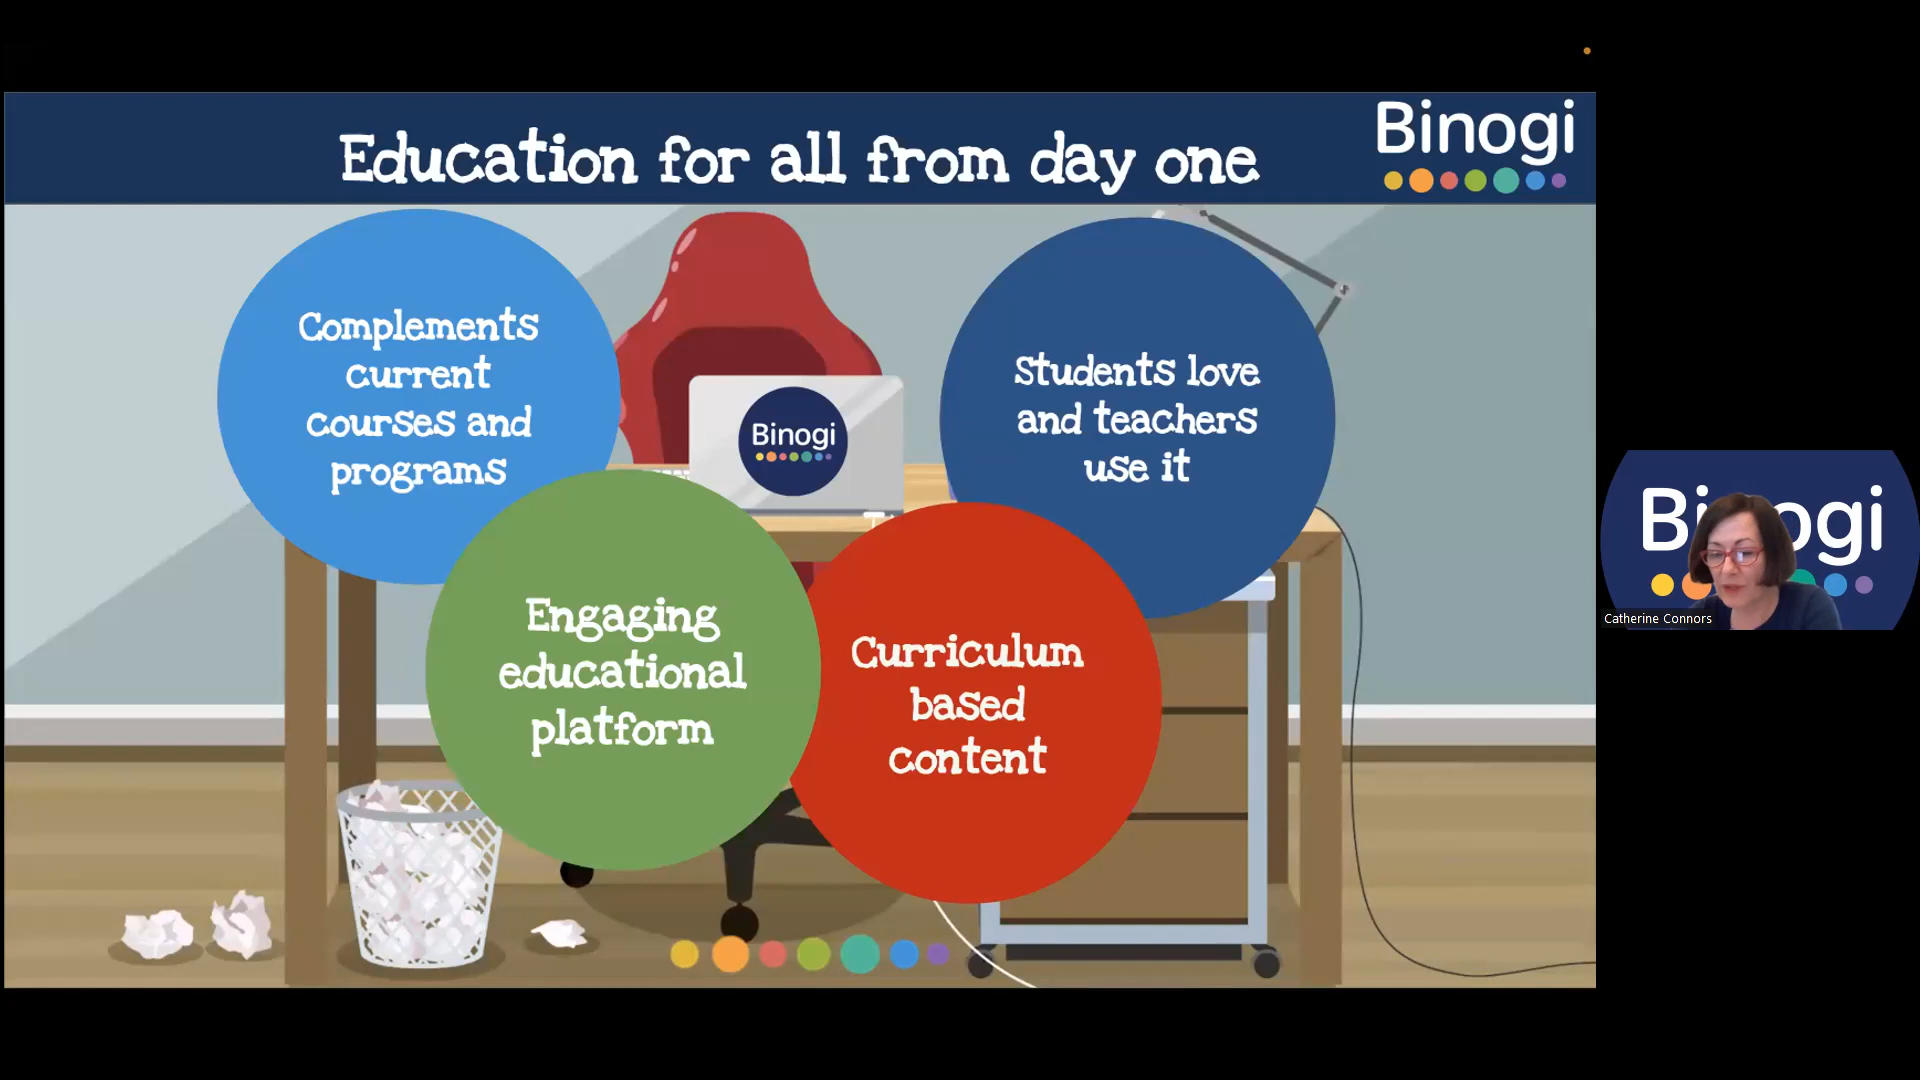 Education for all from day one
Binogi
Complements
current
courses and
programs
Students love
and teachers
use it
Binogi
Engaging
educational
platform
Curriculum
based
content
Catherine Connors